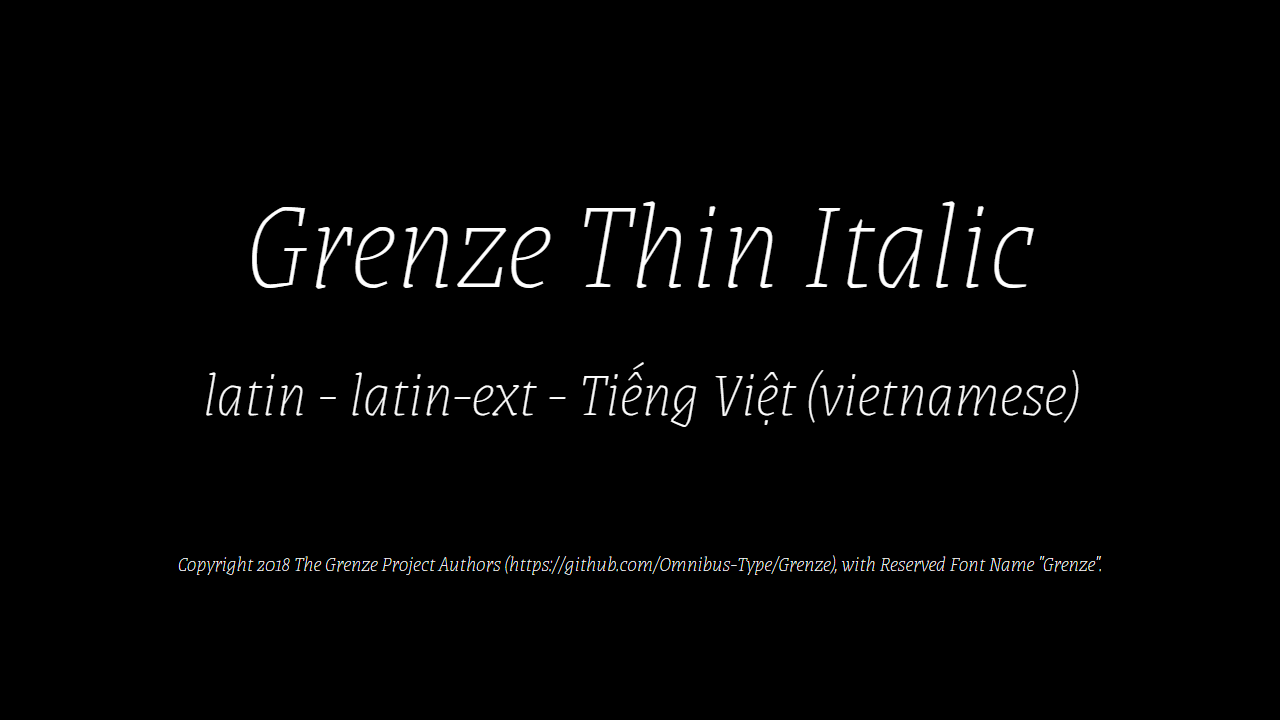 Grenze Thin Italic
latin - latin-ext - Tiếng Việt (vietnamese)
Copyright 2018 The Grenze Project Authors (https://github.com/Omnibus-Type/Grenze), with Reserved Font Name "Grenze".